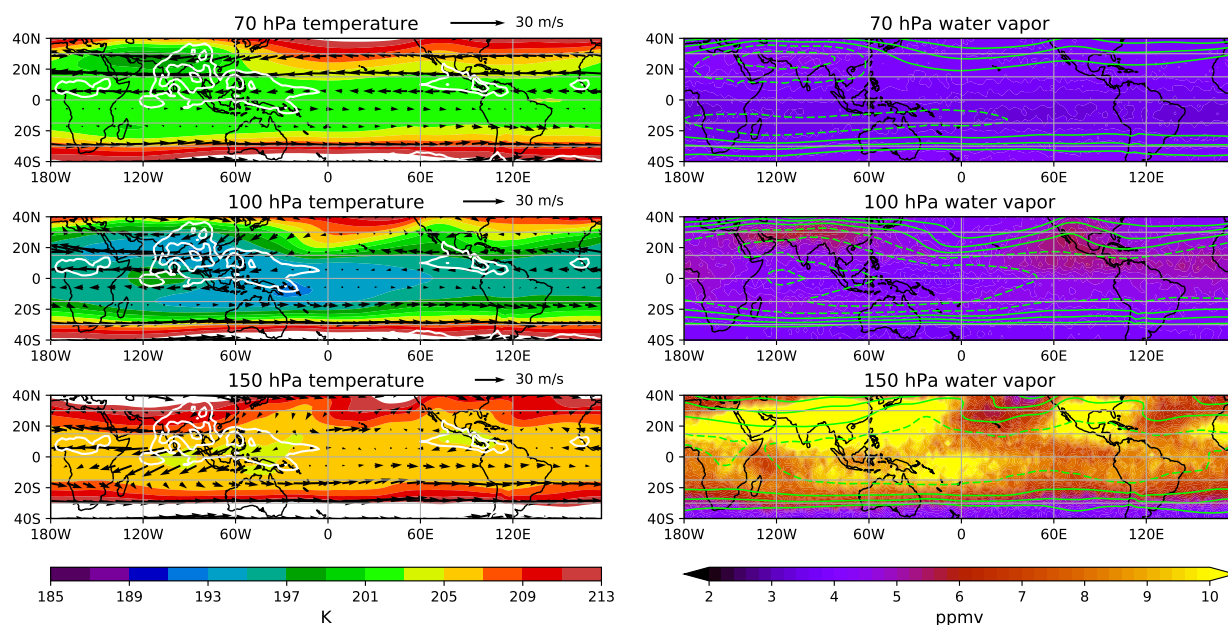 70 hPa temperature
30 m/s
70 hPa water vapor
40N
20N
0
20S
40S
180W 120W 60W 0 60E 120E
40N
20N
0
20S
40S
180W 120W 60W 0 60E 120E
100 hPa temperature
30 m/s
100 hPa water vapor
40N
20N
0
20S
40S
180W 120W 60W 0 60E 120E
40N
20N
0
20S
40S
180W 120W 60W 0 60E 120E
150 hPa temperature
30 m/s
150 hPa water vapor
40N
20N
0
20S
40S
180W 120W 60W 0 60E 120E
40N
20N
0
20S
40S
180W 120W 60W 0 60E 120E
185 189 193 197 201 205 209 213
K
2 3 4 5 6 7 8 9 10
ppmv